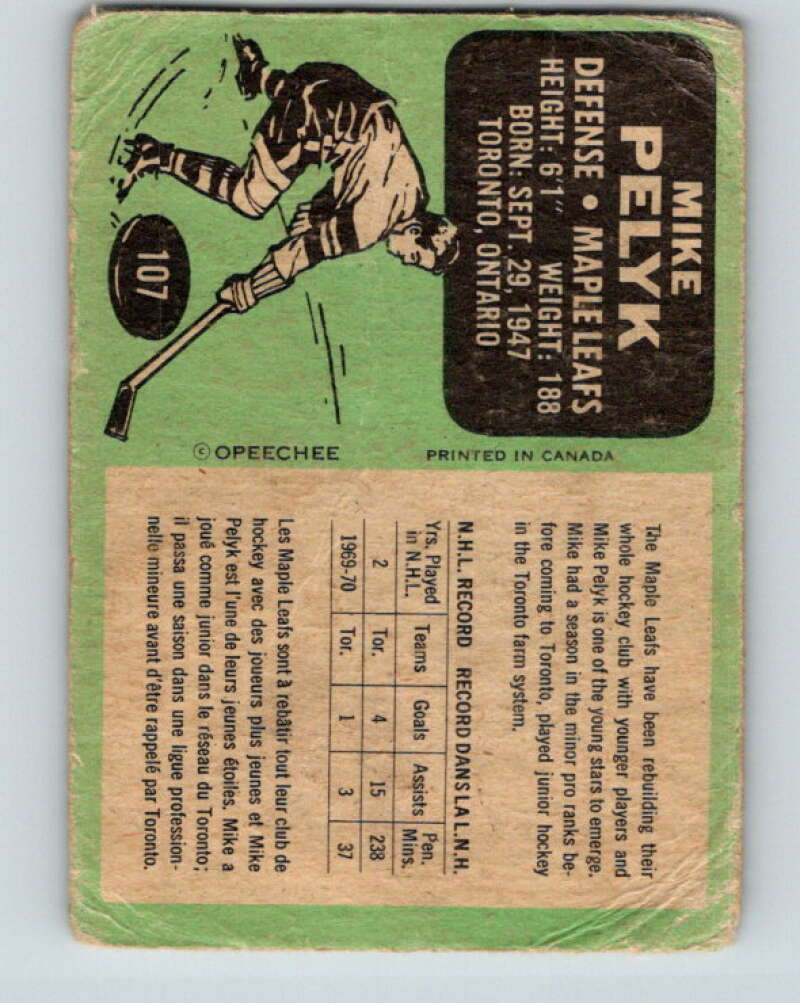 MIKE
PELYK
DEFENSE • MAPLE LEAFS
HEIGHT: 6'1" WEIGHT: 188
BORN: SEPT. 29, 1947
TORONTO, ONTARIO
107
© OPEECHEE
PRINTED IN CANADA
The Maple Leafs have been rebuilding their
whole hockey club with younger players and
Mike Pelyk is one of the young stars to emerge.
Mike had a season in the minor pro ranks be-
fore coming to Toronto, played junior hockey
in the Toronto farm system.
N.H.L. RECORD RECORD DANS LA L.N.H.
Yrs. Played in N.H.L. Teams Goals Assists Pen. Mins.
2 Tor. 4 15 238
1969-70 Tor. 1 3 37
Les Maple Leafs sont à rebâtir tout leur club de
hockey avec des joueurs plus jeunes et Mike
Pelyk est l'une de leurs jeunes étoiles. Mike a
joué comme junior dans le réseau du Toronto;
il passa une saison dans une ligue profession-
nelle mineure avant d'être rappelé par Toronto.